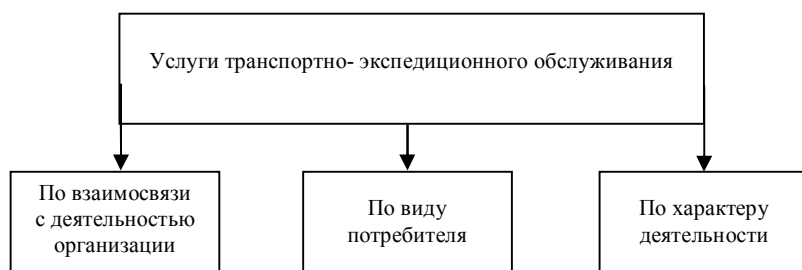 Услуги транспортно- экспедиционного обслуживания
По взаимосвязи
с деятельностью
организации
По виду
потребителя
По характеру
деятельности